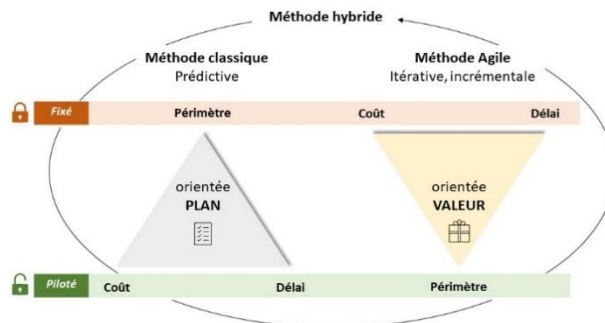 Méthode hybride
Méthode classique
Prédictive
Méthode Agile
Itérative, incrémentale
Fixé
Périmètre
Coût
Délai
orientée
PLAN
orientée
VALEUR
Piloté
Coût
Délai
Périmètre